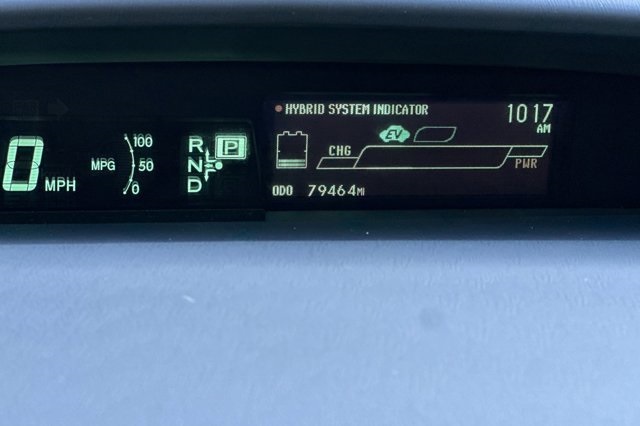 HYBRID SYSTEM INDICATOR
1017
AM
EV
CHG
PWR
ODO 79464MI
0 MPH
MPG
100
50
0
R
N
D
P